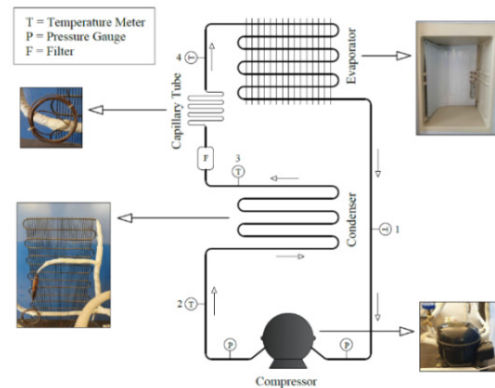 T = Temperature Meter
P = Pressure Gauge
F = Filter
4
T
Evaporator
Capillary Tube
F
3
T
Condenser
T
1
2
T
P
P
Compressor